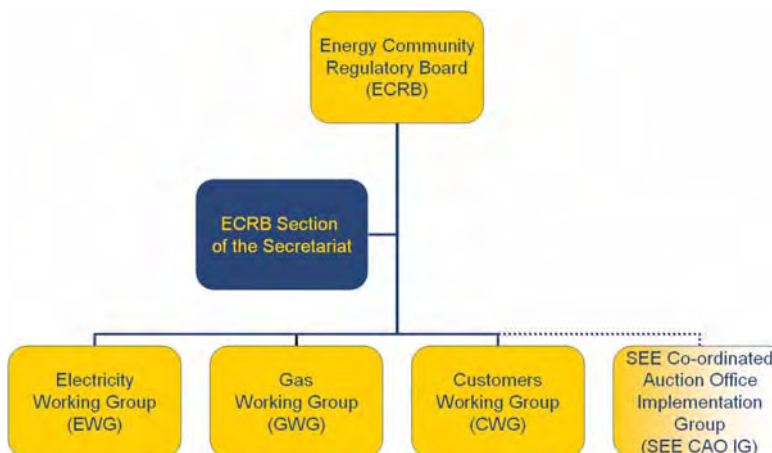 Energy Community
Regulatory Board
(ECRB)
ECRB Section
of the Secretariat
Electricity
Working Group
(EWG)
Gas
Working Group
(GWG)
Customers
Working Group
(CWG)
SEE Co-ordinated
Auction Office
Implementation
Group
(SEE CAO IG)